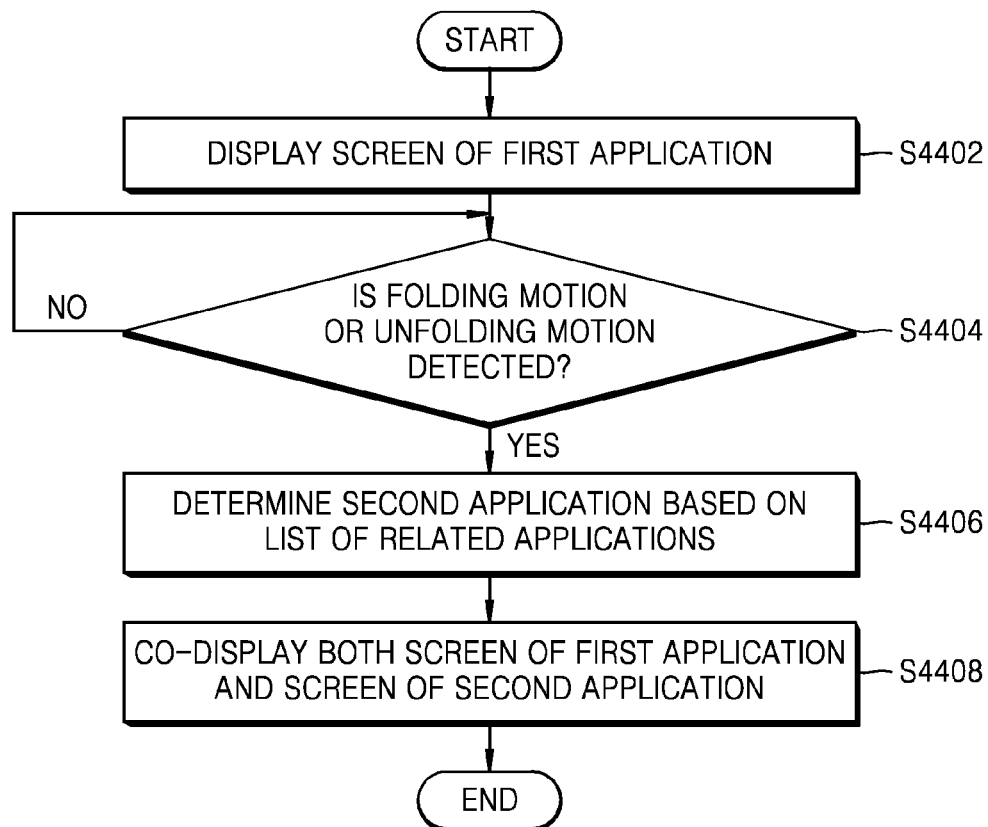 START
DISPLAY SCREEN OF FIRST APPLICATION
S4402
NO
IS FOLDING MOTION
OR UNFOLDING MOTION
DETECTED?
S4404
YES
DETERMINE SECOND APPLICATION BASED ON
LIST OF RELATED APPLICATIONS
S4406
CO-DISPLAY BOTH SCREEN OF FIRST APPLICATION
AND SCREEN OF SECOND APPLICATION
S4408
END